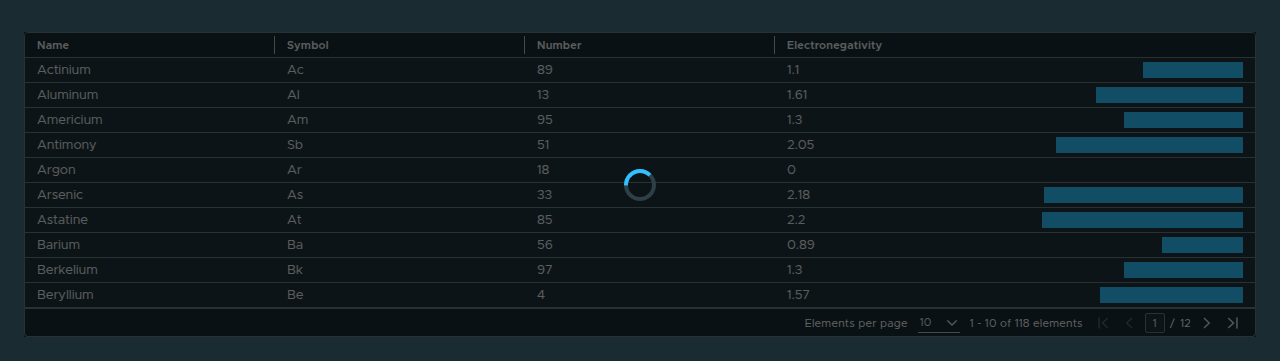 Name Symbol Number Electronegativity
Actinium Ac 89 1.1
Aluminum Al 13 1.61
Americium Am 95 1.3
Antimony Sb 51 2.05
Argon Ar 18 0
Arsenic As 33 2.18
Astatine At 85 2.2
Barium Ba 56 0.89
Berkelium Bk 97 1.3
Beryllium Be 4 1.57
Elements per page 10 1 - 10 of 118 elements 1 / 12